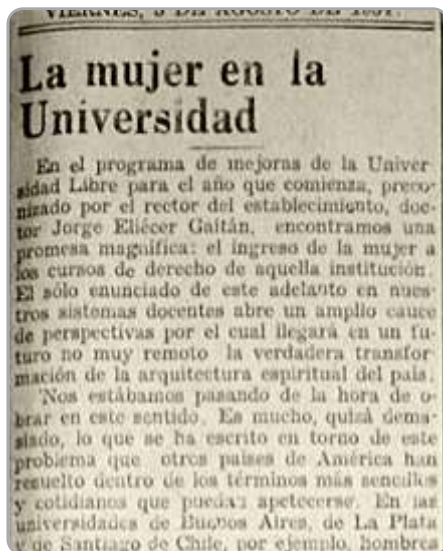 VIERNES, 3 DE AGOSTO DE
La mujer en la
Universidad
En el programa de mejoras de la Univer
sidad Libre para el año que comienza, preco
nizado por el rector del establecimiento, doc
tor Jorge Eliécer Gaitán, encontramos una
promesa magnífica: el ingreso de la mujer a
los cursos de derecho de aquella institución.
El sólo enunciado de este adelanto en nues
tros sistemas docentes abre un amplio cauce
de perspectivas por el cual llegará en un fu-
turo no muy remoto la verdadera transfor
mación de la arquitectura espiritual del país.
Nos estábamos pasando de la hora de o-
brar en este sentido. Es mucho, quizá dema-
siado, lo que se ha escrito en torno de este
problema que otros países de América han
resuelto dentro de los términos más sencillos
y cotidianos que puedan apetecerse. En las
universidades de Buenos Aires, de La Plata
y de Santiago de Chile, por ejemplo, hombres